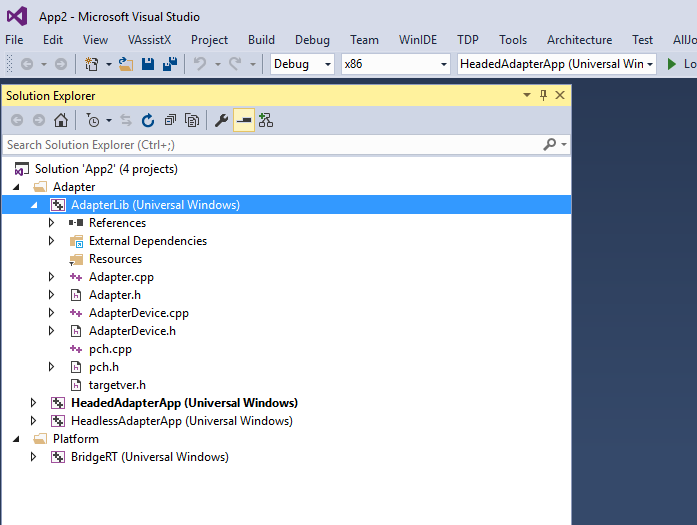 App2 - Microsoft Visual Studio
File Edit View VAssistX Project Build Debug Team WinIDE TDP Tools Architecture Test AllJo
Debug x86 HeadedAdapterApp (Universal Win Lo
Solution Explorer
Search Solution Explorer (Ctrl+;)
Solution 'App2' (4 projects)
Adapter
AdapterLib (Universal Windows)
References
External Dependencies
Resources
Adapter.cpp
Adapter.h
AdapterDevice.cpp
AdapterDevice.h
pch.cpp
pch.h
targetver.h
HeadedAdapterApp (Universal Windows)
HeadlessAdapterApp (Universal Windows)
Platform
BridgeRT (Universal Windows)